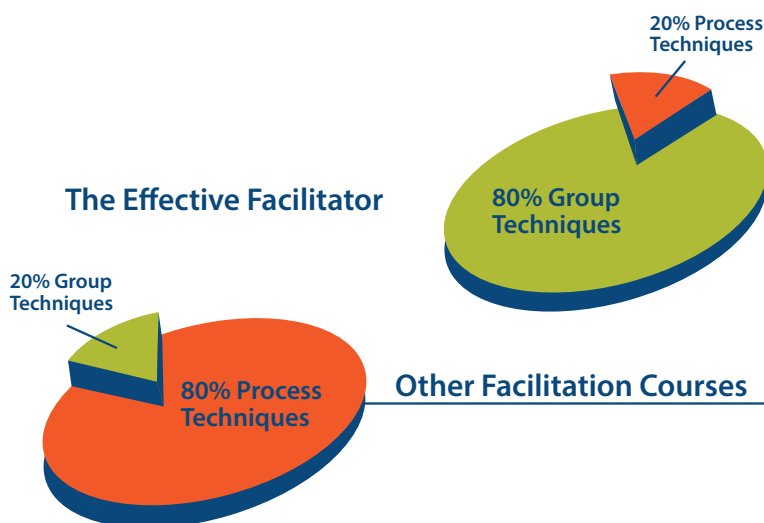 20% Process
Techniques
The Effective Facilitator
80% Group
Techniques
20% Group
Techniques
80% Process
Techniques
Other Facilitation Courses